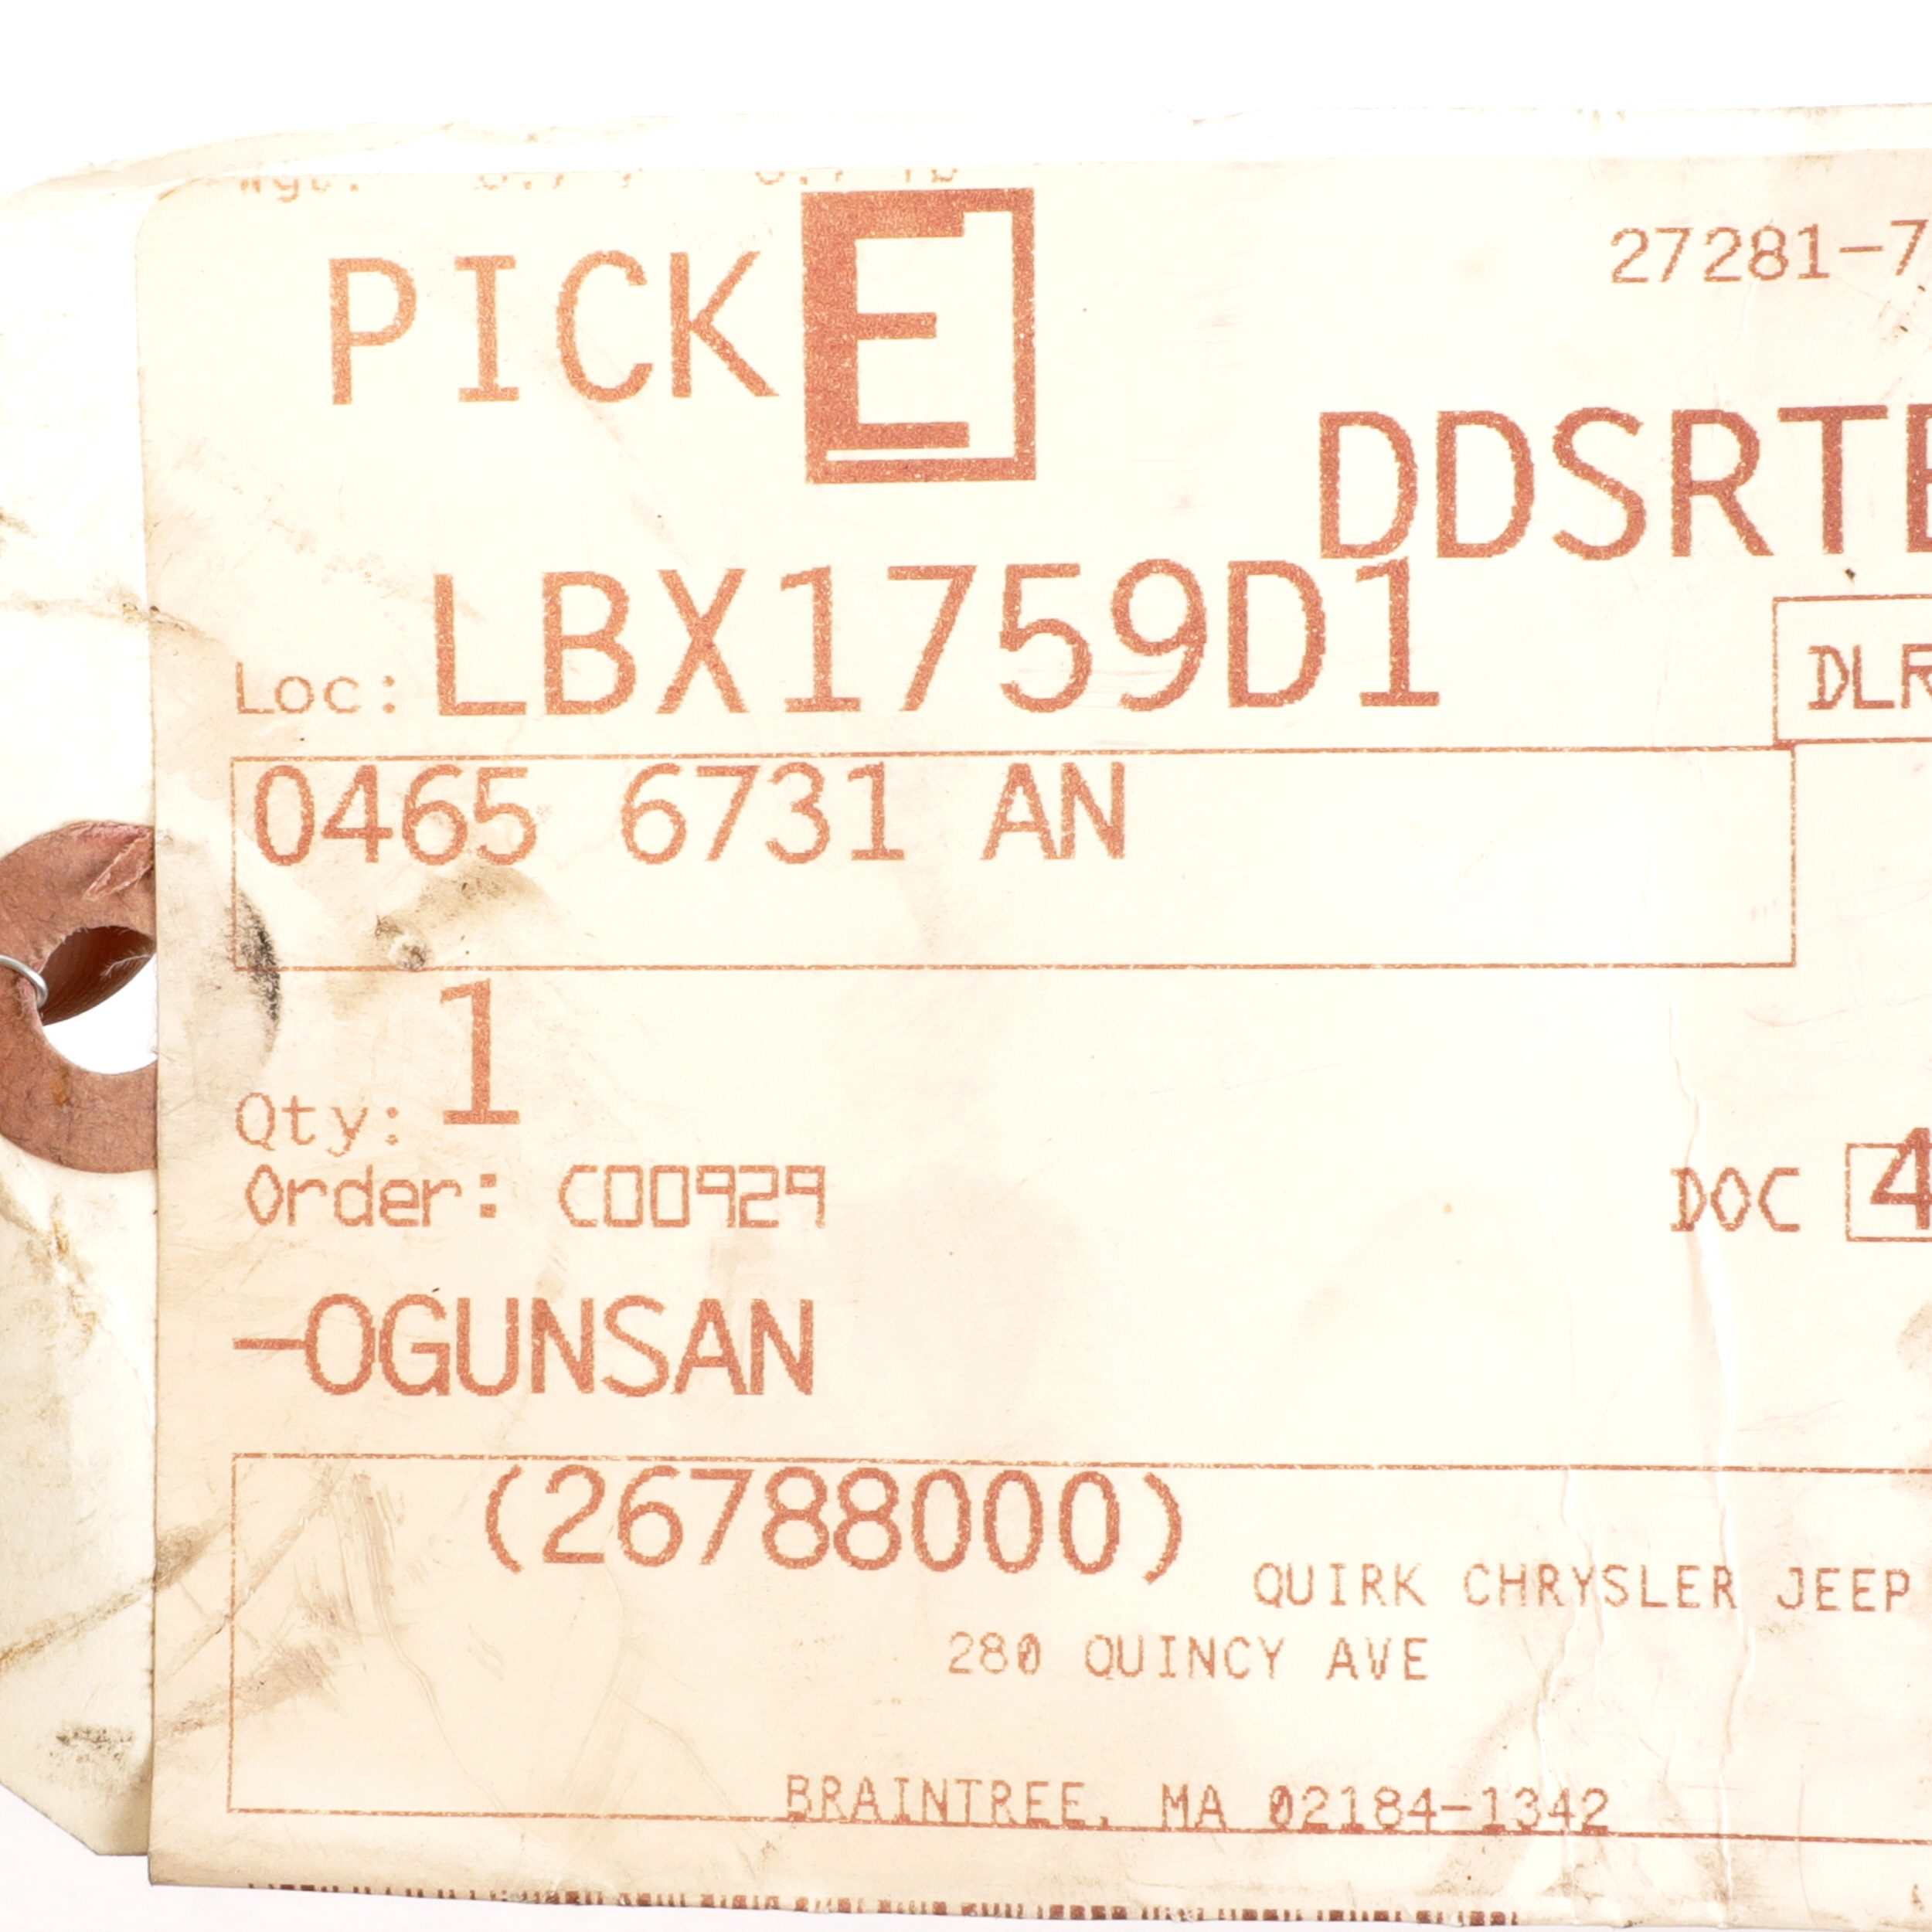 PICK E
27281-7
DDSRTE
Loc: LBX1759D1
DLR
0465 6731 AN
Qty: 1
Order: C00929
DOC 4
-OGUNSAN
(26788000)
QUIRK CHRYSLER JEEP
280 QUINCY AVE
BRAINTREE, MA 02184-1342